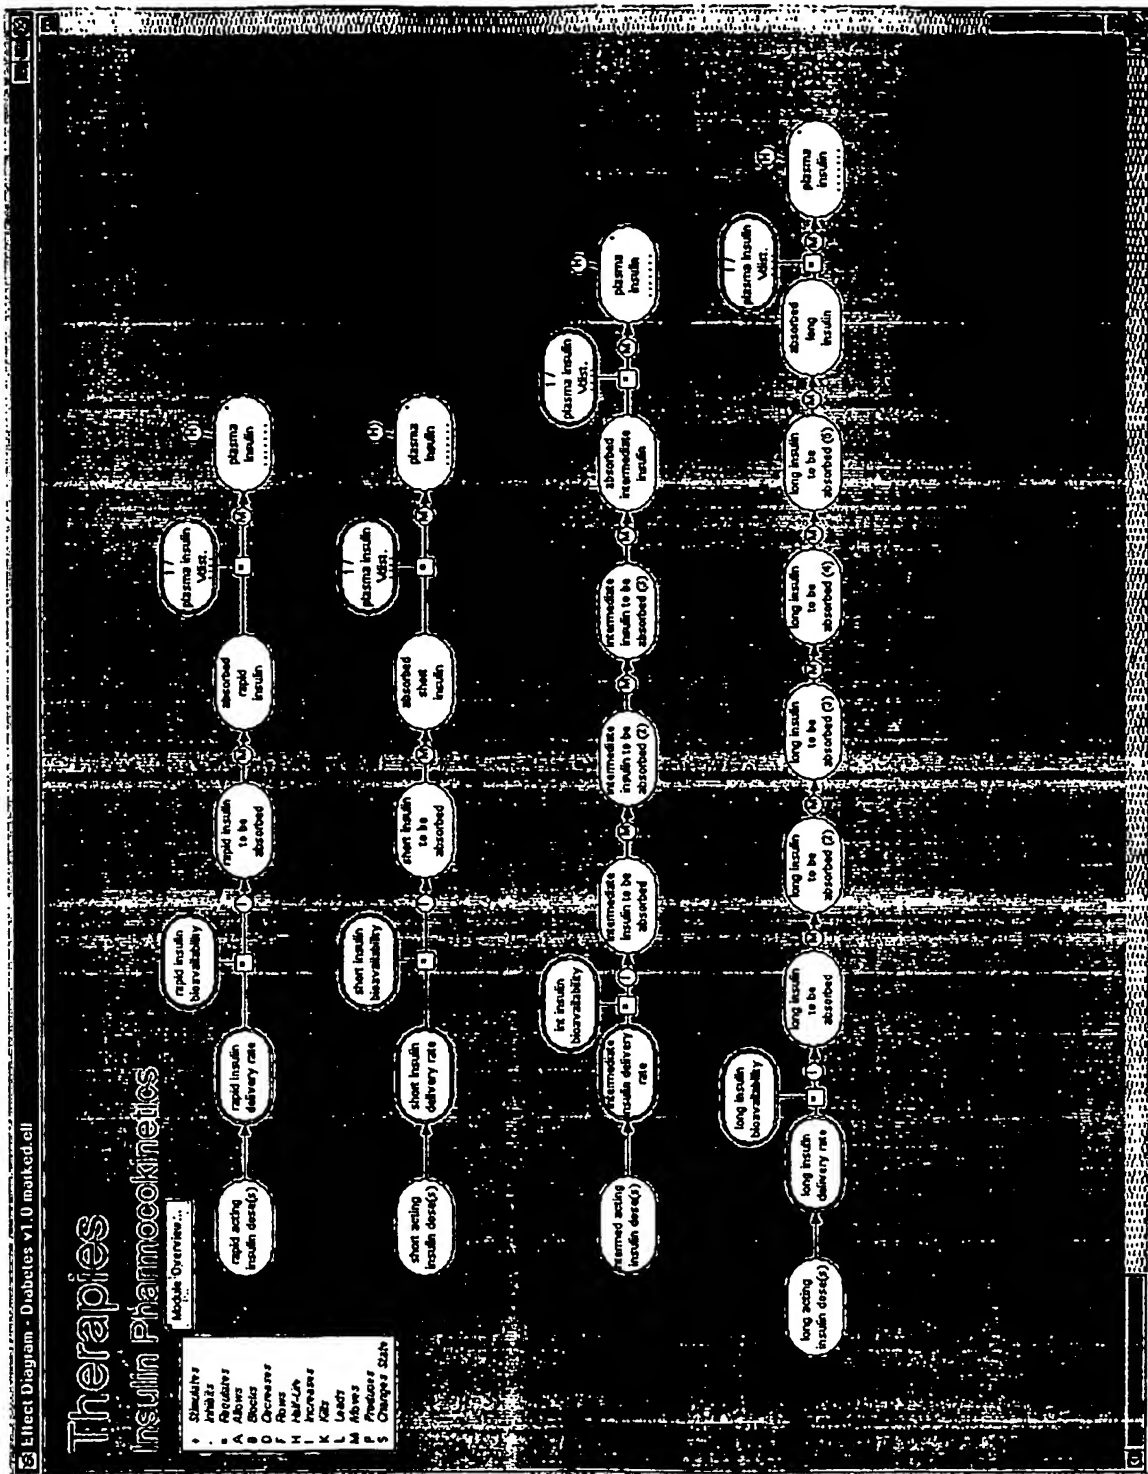 Effect Diagram - Diabetes v1.0 matkod.ell
Therapies
Insulin Pharmocokinetics
Module 'Overview...
+ Stimulates
- Inhibits
= Regulates
A Allows
B Blocks
D Decreases
F Flows
H Half-Life
I Increases
K Kills
L Leads
M Moves
P Produces
S Changes State
rapid acting
insulin dose(s)
rapid insulin
delivery rate
rapid insulin
bioavailability
I
rapid insulin
to be
absorbed
M
absorbed
rapid
insulin
1 /
plasma insulin
Vdist.
M
H
plasma
insulin
short acting
insulin dose(s)
short insulin
delivery rate
short insulin
bioavailability
I
short insulin
to be
absorbed
M
absorbed
short
insulin
1 /
plasma insulin
Vdist.
M
H
plasma
insulin
intermed acting
insulin dose(s)
intermediate
insulin delivery
rate
int insulin
bioavailability
I
intermediate
insulin to be
absorbed
M
intermediate
insulin to be
absorbed (2)
M
intermediate
insulin to be
absorbed (3)
M
absorbed
intermediate
insulin
1 /
plasma insulin
Vdist.
M
H
plasma
insulin
long acting
insulin dose(s)
long insulin
delivery rate
long insulin
bioavailability
I
long insulin
to be
absorbed
M
long insulin
to be
absorbed (2)
M
long insulin
to be
absorbed (3)
M
long insulin
to be
absorbed (4)
M
long insulin
to be
absorbed (5)
M
absorbed
long
insulin
1 /
plasma insulin
Vdist.
M
H
plasma
insulin